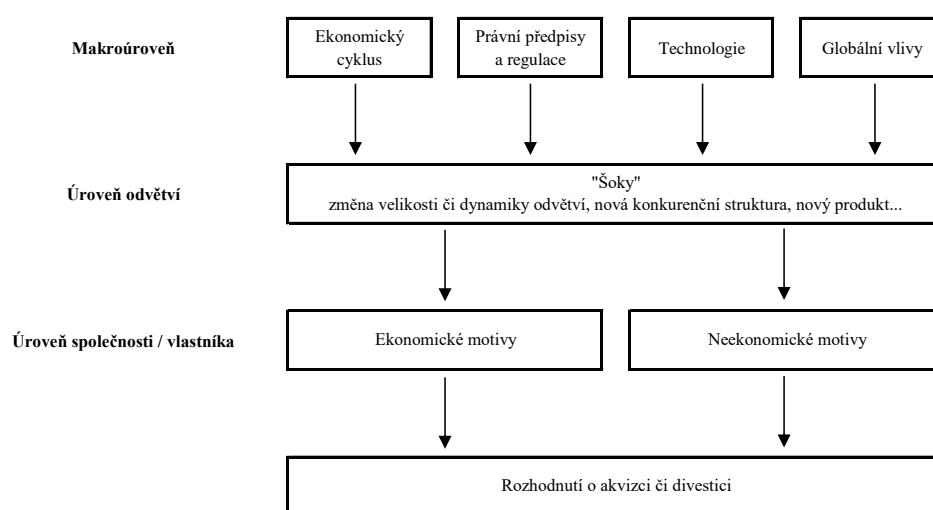 Makroúroveň
Ekonomický
cyklus
Právní předpisy
a regulace
Technologie
Globální vlivy
Úroveň odvětví
"Šoky"
změna velikosti či dynamiky odvětví, nová konkurenční struktura, nový produkt...
Úroveň společnosti / vlastníka
Ekonomické motivy
Neekonomické motivy
Rozhodnutí o akvizci či divestici